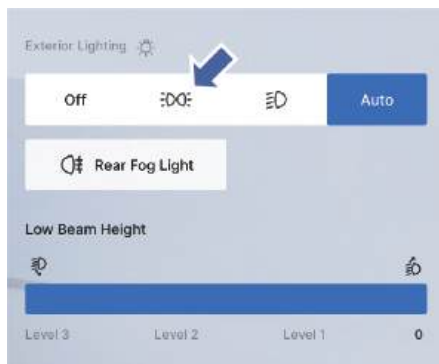 Exterior Lighting
Off Auto
Rear Fog Light
Low Beam Height
Level 3 Level 2 Level 1 0